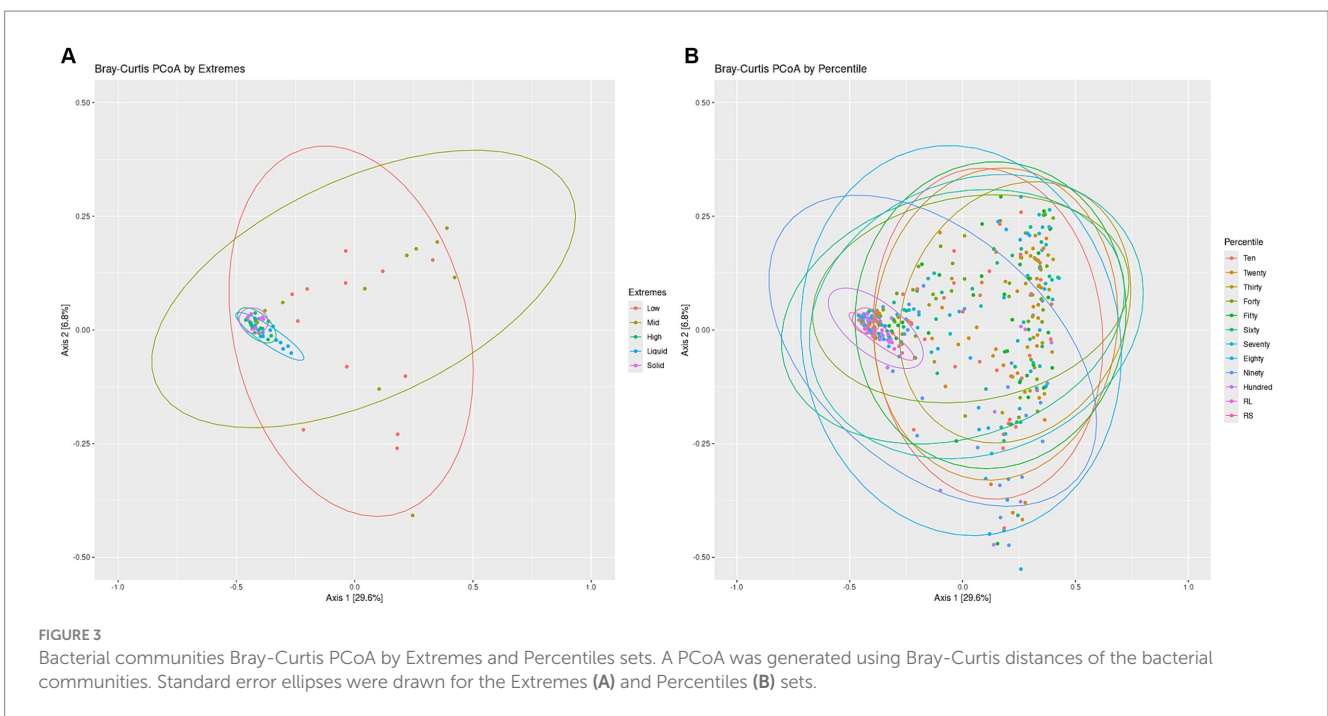 A
Bray-Curtis PCoA by Extremes
0.50
0.25
0.00
-0.25
-0.50
-1.0
-0.5
0.0
0.5
1.0
Axis 1 [29.6%]
Axis 2 [6.8%]
Extremes
Low
Mid
High
Liquid
Solid
B
Bray-Curtis PCoA by Percentile
0.50
0.25
0.00
-0.25
-0.50
-1.0
-0.5
0.0
0.5
1.0
Axis 1 [29.6%]
Axis 2 [6.8%]
Percentile
Ten
Twenty
Thirty
Forty
Fifty
Sixty
Seventy
Eighty
Ninety
Hundred
RL
RS
FIGURE 3
Bacterial communities Bray-Curtis PCoA by Extremes and Percentiles sets. A PCoA was generated using Bray-Curtis distances of the bacterial
communities. Standard error ellipses were drawn for the Extremes (A) and Percentiles (B) sets.